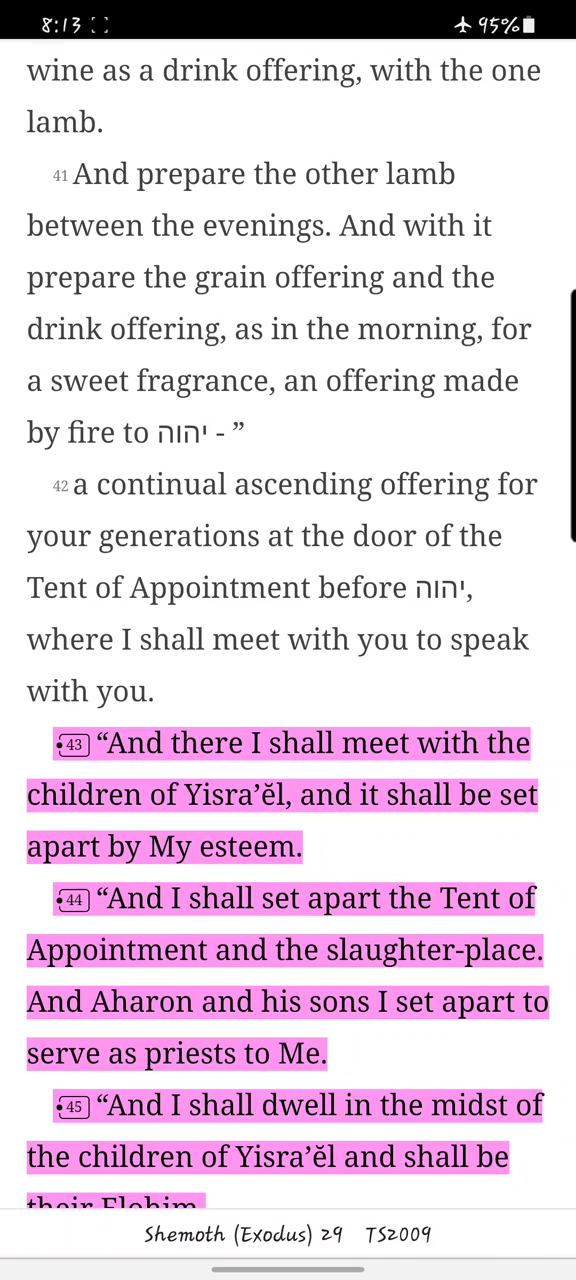 8:13 95%
wine as a drink offering, with the one
lamb.
41 And prepare the other lamb
between the evenings. And with it
prepare the grain offering and the
drink offering, as in the morning, for
a sweet fragrance, an offering made
by fire to יהוה - ”
42 a continual ascending offering for
your generations at the door of the
Tent of Appointment before יהוה,
where I shall meet with you to speak
with you.
43 “And there I shall meet with the
children of Yisra’ĕl, and it shall be set
apart by My esteem.
44 “And I shall set apart the Tent of
Appointment and the slaughter-place.
And Aharon and his sons I set apart to
serve as priests to Me.
45 “And I shall dwell in the midst of
the children of Yisra’ĕl and shall be
their Elohim.
Shemoth (Exodus) 29 TS2009